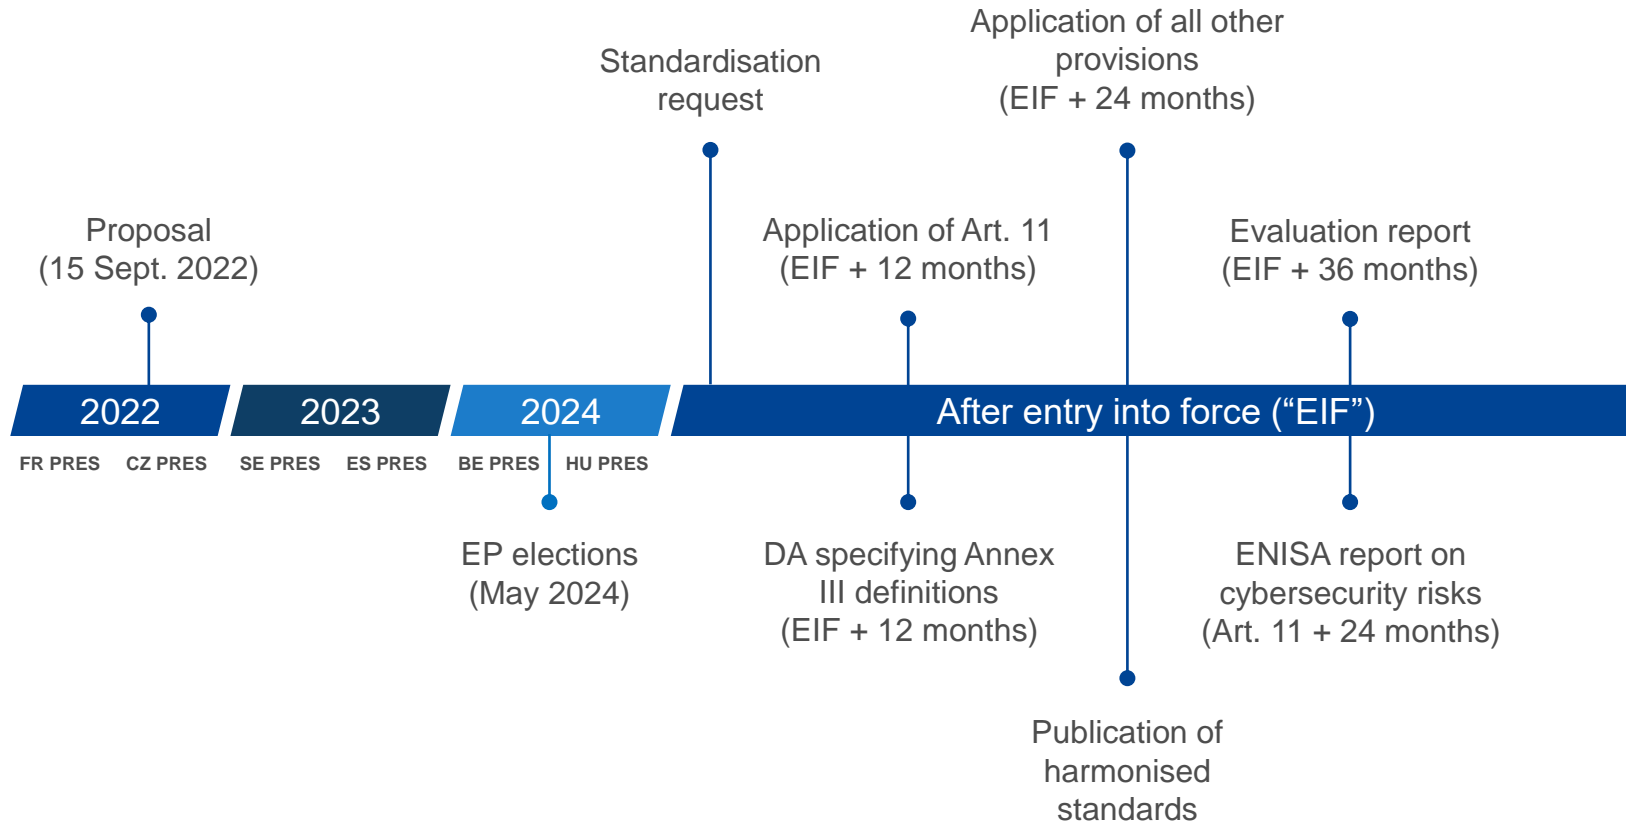 Application of all other
provisions
(EIF + 24 months)
Standardisation
request
Proposal
(15 Sept. 2022)
Application of Art. 11
(EIF + 12 months)
Evaluation report
(EIF + 36 months)
2022
2023
2024
After entry into force (“EIF”)
FR PRES
CZ PRES
SE PRES
ES PRES
BE PRES
HU PRES
EP elections
(May 2024)
DA specifying Annex
III definitions
(EIF + 12 months)
ENISA report on
cybersecurity risks
(Art. 11 + 24 months)
Publication of
harmonised
standards